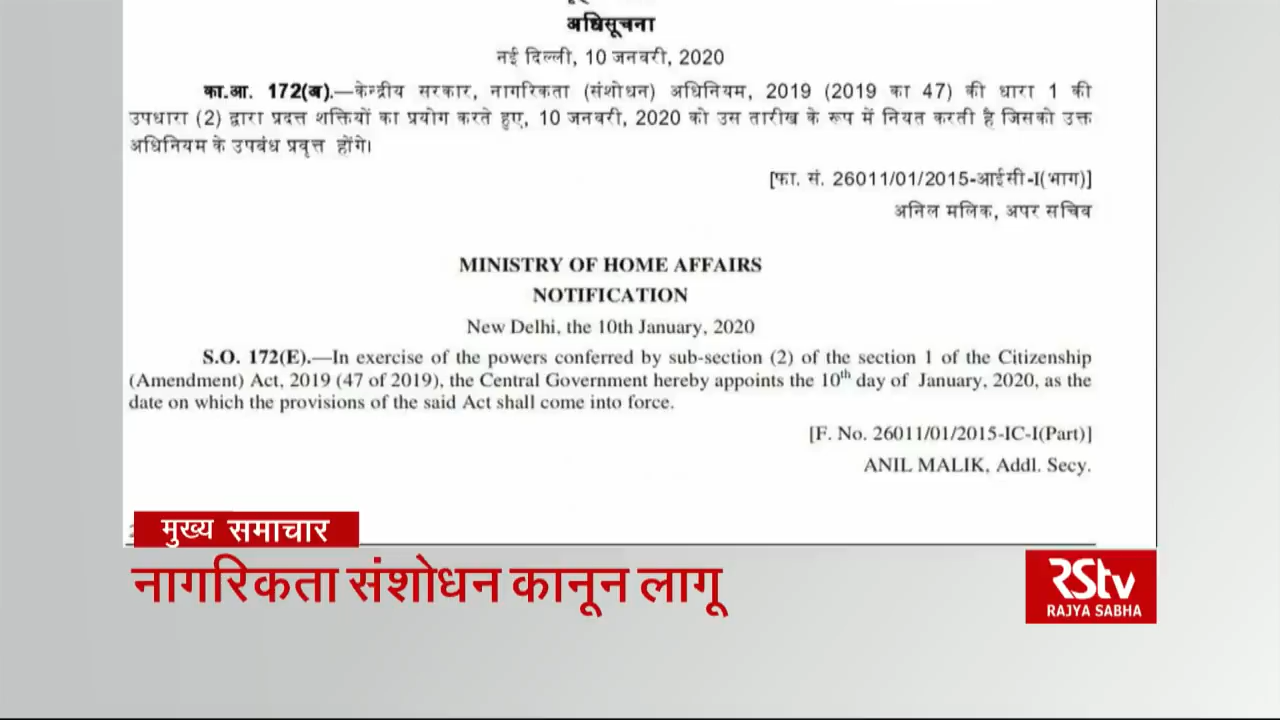 अधिसूचना
नई दिल्ली, 10 जनवरी, 2020
का.आ. 172(अ).—केन्द्रीय सरकार, नागरिकता (संशोधन) अधिनियम, 2019 (2019 का 47) की धारा 1 की
उपधारा (2) द्वारा प्रदत्त शक्तियों का प्रयोग करते हुए, 10 जनवरी, 2020 को उस तारीख के रूप में नियत करती है जिसको उक्त
अधिनियम के उपबंध प्रवृत्त होंगे।
[फा. सं. 26011/01/2015-आईसी-I(भाग)]
अनिल मलिक, अपर सचिव
MINISTRY OF HOME AFFAIRS
NOTIFICATION
New Delhi, the 10th January, 2020
S.O. 172(E).—In exercise of the powers conferred by sub-section (2) of the section 1 of the Citizenship
(Amendment) Act, 2019 (47 of 2019), the Central Government hereby appoints the 10th day of January, 2020, as the
date on which the provisions of the said Act shall come into force.
[F. No. 26011/01/2015-IC-I(Part)]
ANIL MALIK, Addl. Secy.
मुख्य समाचार
नागरिकता संशोधन कानून लागू
RStv
RAJYA SABHA